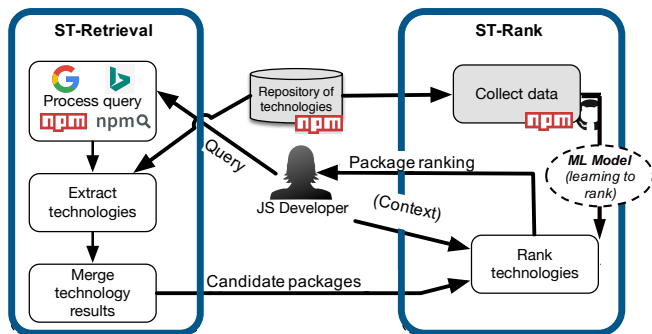 ST-Retrieval
ST-Rank
Process query
npm
npm
Repository of
technologies
npm
Collect data
npm
Query
Package ranking
ML Model
(learning to
rank)
Extract
technologies
JS Developer
(Context)
Rank
technologies
Merge
technology
results
Candidate packages